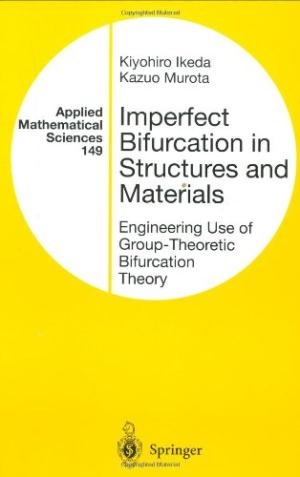 Kiyohiro Ikeda
Kazuo Murota
Applied
Mathematical
Sciences
149
Imperfect
Bifurcation in
Structures and
Materials
Engineering Use of
Group-Theoretic
Bifurcation
Theory
Springer